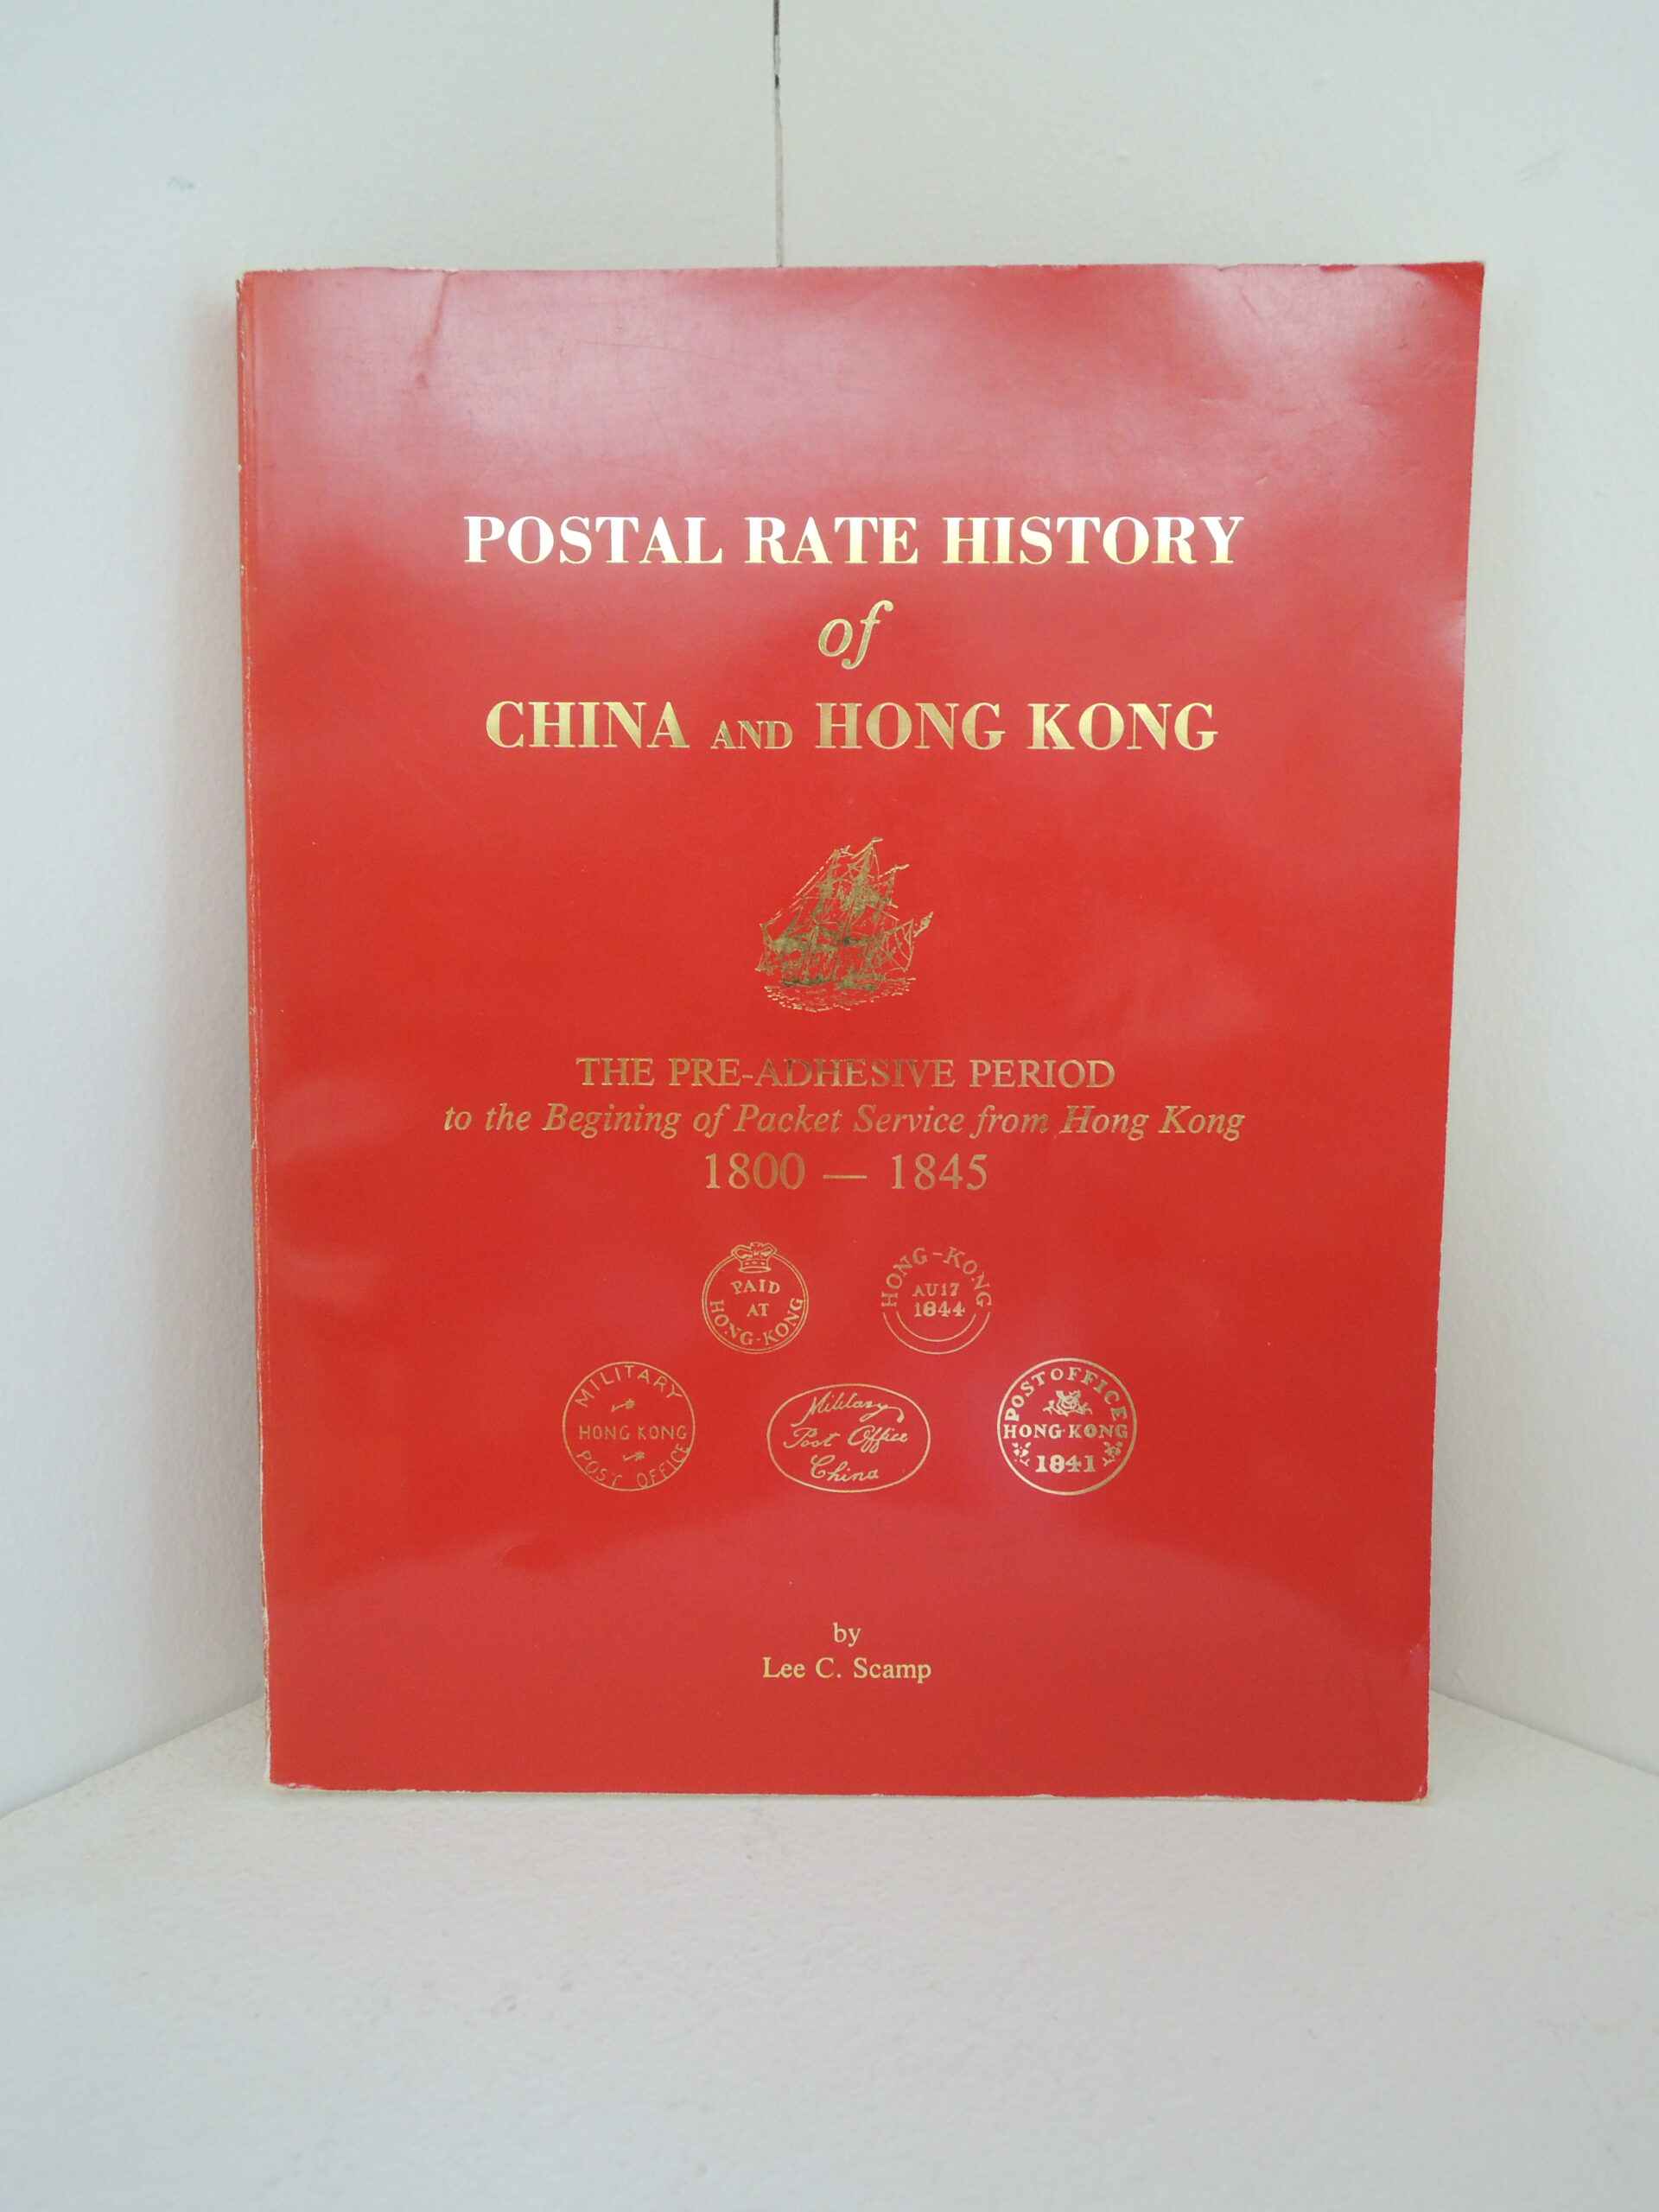 POSTAL RATE HISTORY
of
CHINA AND HONG KONG
THE PRE-ADHESIVE PERIOD
to the Begining of Packet Service from Hong Kong
1800 — 1845
PAID
AT
HONG-KONG
HONG-KONG
AU17
1844
MILITARY
HONG KONG
POST OFFICE
Military
Post Office
China
POST OFFICE
HONG·KONG
1841
by
Lee C. Scamp